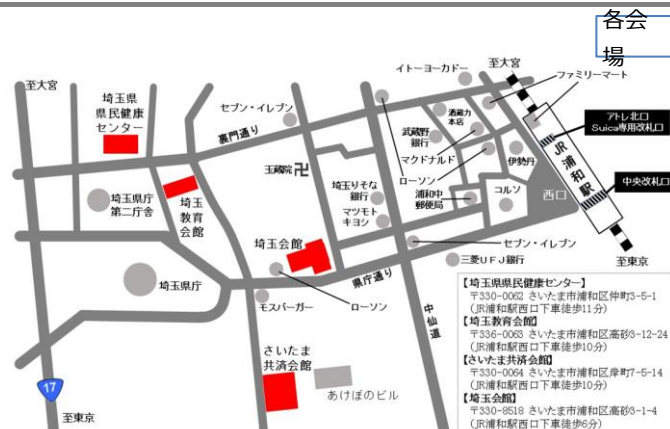 各会
場
至大宮
イトーヨーカドー
至大宮
ファミリーマート
埼玉県
県民健康
センター
セブン・イレブン
裏門通り
酒蔵力
本店
武蔵野
銀行
マクドナルド
アトレ北口
Suica専用改札口
JR浦和駅
伊勢丹
玉蔵院
卍
ローソン
埼玉りそな
銀行
浦和中
郵便局
コルソ
西口
中央改札口
埼玉県庁
第二庁舎
埼玉
教育
会館
マツモト
キヨシ
埼玉会館
セブン・イレブン
三菱UFJ銀行
至東京
埼玉県庁
県庁通り
モスバーガー
ローソン
中山道
さいたま
共済会館
あけぼのビル
17
至東京
【埼玉県県民健康センター】
〒330-0062 さいたま市浦和区仲町3-5-1
(JR浦和駅西口下車徒歩11分)
【埼玉教育会館】
〒336-0063 さいたま市浦和区高砂3-12-24
(JR浦和駅西口下車徒歩10分)
【さいたま共済会館】
〒330-0064 さいたま市浦和区岸町7-5-14
(JR浦和駅西口下車徒歩10分)
【埼玉会館】
〒330-8518 さいたま市浦和区高砂3-1-4
(JR浦和駅西口下車徒歩6分)